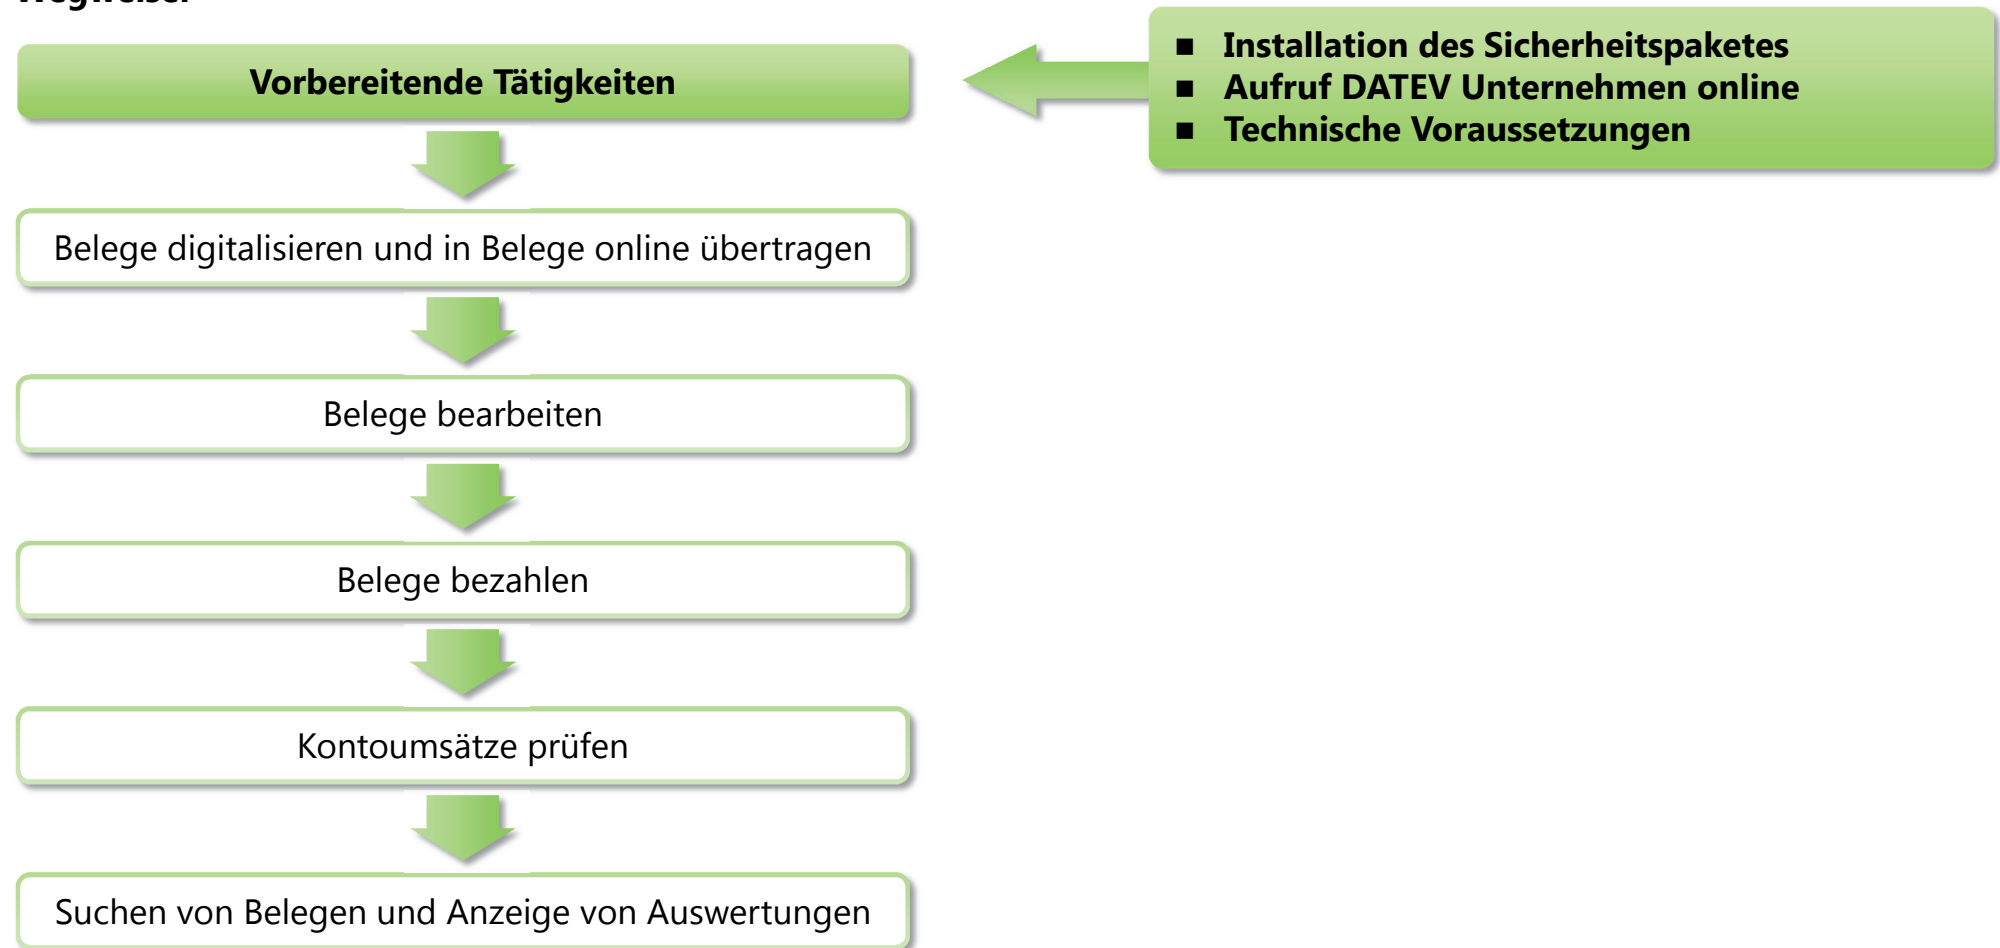 Wegweiser
Vorbereitende Tätigkeiten
■ Installation des Sicherheitspaketes
■ Aufruf DATEV Unternehmen online
■ Technische Voraussetzungen
Belege digitalisieren und in Belege online übertragen
Belege bearbeiten
Belege bezahlen
Kontoumsätze prüfen
Suchen von Belegen und Anzeige von Auswertungen